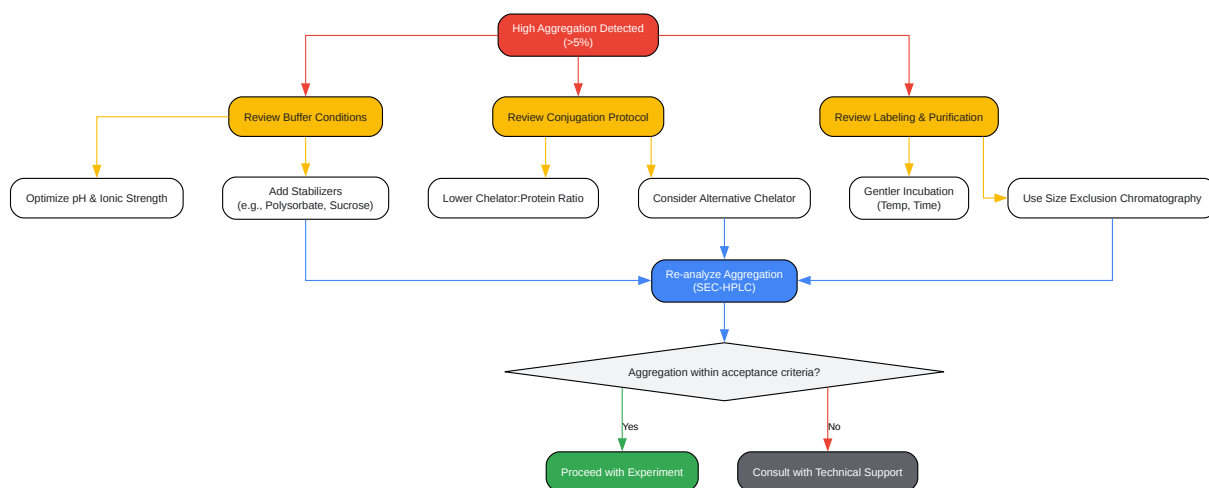 High Aggregation Detected
(>5%)
Review Buffer Conditions
Review Conjugation Protocol
Review Labeling & Purification
Optimize pH & Ionic Strength
Add Stabilizers
(e.g., Polysorbate, Sucrose)
Lower Chelator:Protein Ratio
Consider Alternative Chelator
Gentler Incubation
(Temp, Time)
Use Size Exclusion Chromatography
Re-analyze Aggregation
(SEC-HPLC)
Aggregation within acceptance criteria?
Yes
No
Proceed with Experiment
Consult with Technical Support